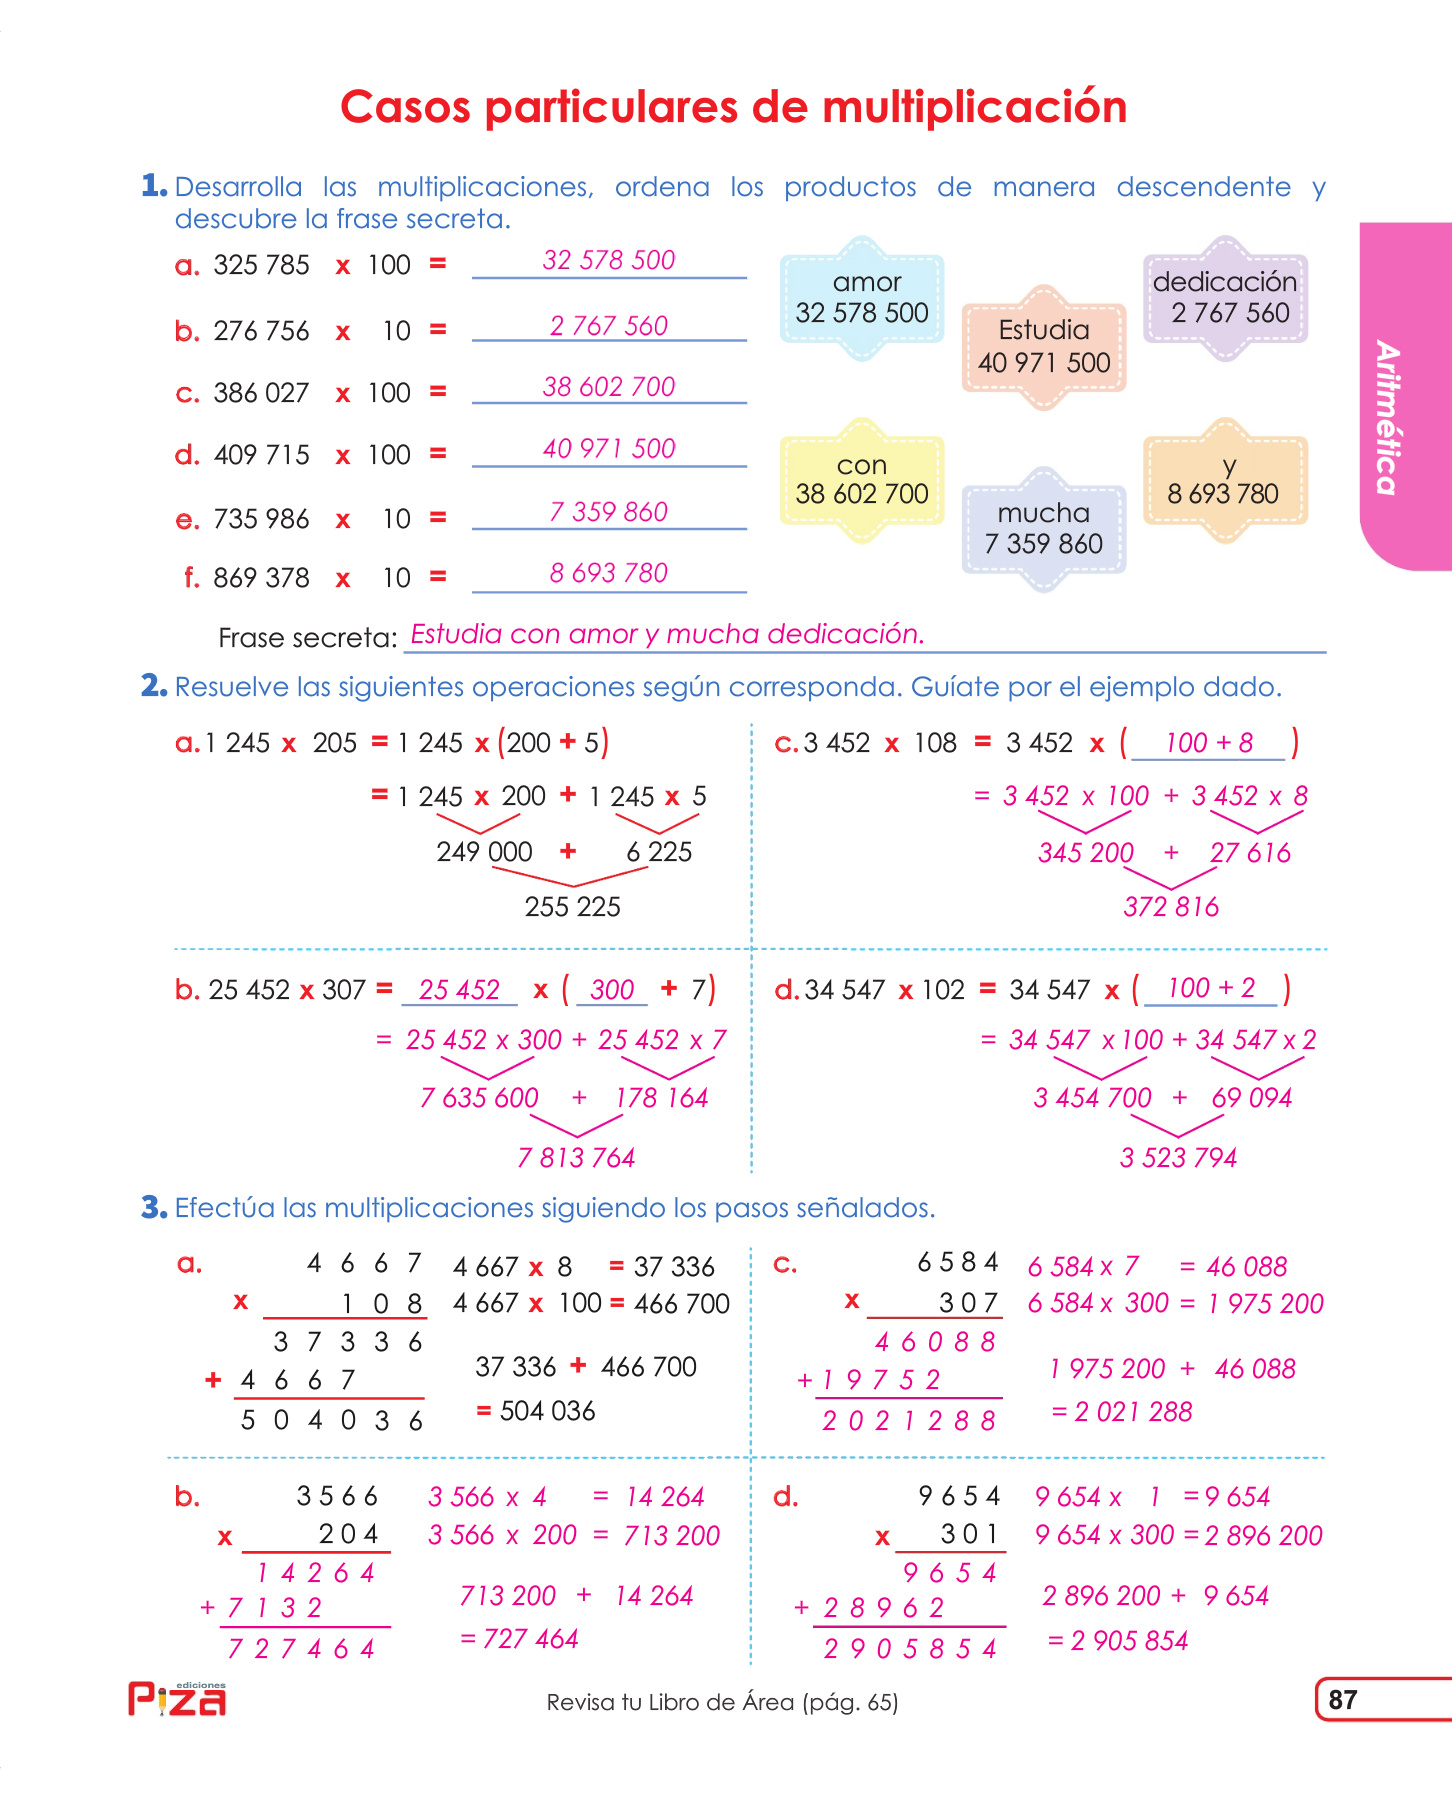 Casos particulares de multiplicación
1. Desarrolla las multiplicaciones, ordena los productos de manera descendente y
descubre la frase secreta.
a. 325 785 x 100 = 32 578 500
b. 276 756 x 10 = 2 767 560
c. 386 027 x 100 = 38 602 700
d. 409 715 x 100 = 40 971 500
e. 735 986 x 10 = 7 359 860
f. 869 378 x 10 = 8 693 780
amor
32 578 500
Estudia
40 971 500
dedicación
2 767 560
con
38 602 700
mucha
7 359 860
y
8 693 780
Aritmética
Frase secreta: Estudia con amor y mucha dedicación.
2. Resuelve las siguientes operaciones según corresponda. Guíate por el ejemplo dado.
a. 1 245 x 205 = 1 245 x (200 + 5)
= 1 245 x 200 + 1 245 x 5
249 000 + 6 225
255 225
c. 3 452 x 108 = 3 452 x ( 100 + 8 )
= 3 452 x 100 + 3 452 x 8
345 200 + 27 616
372 816
b. 25 452 x 307 = 25 452 x ( 300 + 7)
= 25 452 x 300 + 25 452 x 7
7 635 600 + 178 164
7 813 764
d. 34 547 x 102 = 34 547 x ( 100 + 2 )
= 34 547 x 100 + 34 547 x 2
3 454 700 + 69 094
3 523 794
3. Efectúa las multiplicaciones siguiendo los pasos señalados.
a. 4 6 6 7
x 1 0 8
3 7 3 3 6
+ 4 6 6 7
5 0 4 0 3 6
4 667 x 8 = 37 336
4 667 x 100 = 466 700
37 336 + 466 700
= 504 036
c. 6 5 8 4
x 3 0 7
4 6 0 8 8
+ 1 9 7 5 2
2 0 2 1 2 8 8
6 584 x 7 = 46 088
6 584 x 300 = 1 975 200
1 975 200 + 46 088
= 2 021 288
b. 3 5 6 6
x 2 0 4
1 4 2 6 4
+ 7 1 3 2
7 2 7 4 6 4
3 566 x 4 = 14 264
3 566 x 200 = 713 200
713 200 + 14 264
= 727 464
d. 9 6 5 4
x 3 0 1
9 6 5 4
+ 2 8 9 6 2
2 9 0 5 8 5 4
9 654 x 1 = 9 654
9 654 x 300 = 2 896 200
2 896 200 + 9 654
= 2 905 854
ediciones
Piza
Revisa tu Libro de Área (pág. 65)
87